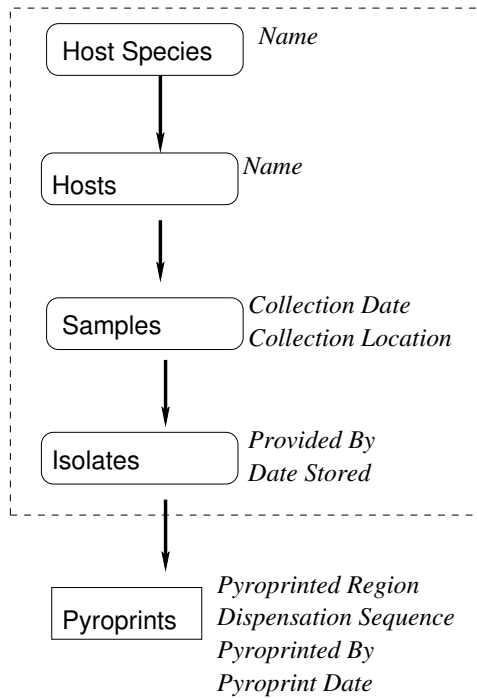 Host Species
Name
Hosts
Name
Samples
Collection Date
Collection Location
Isolates
Provided By
Date Stored
Pyroprints
Pyroprinted Region
Dispensation Sequence
Pyroprinted By
Pyroprint Date